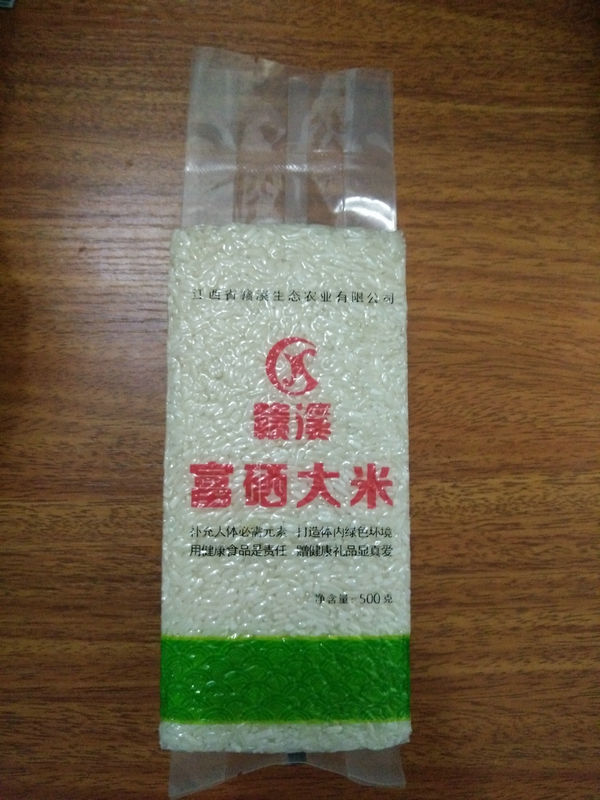 江西省赣溪生态农业有限公司
赣溪
富硒大米
补充人体必需元素 打造体内绿色环境
用健康食品是责任 赠健康礼品显真爱
净含量：500克